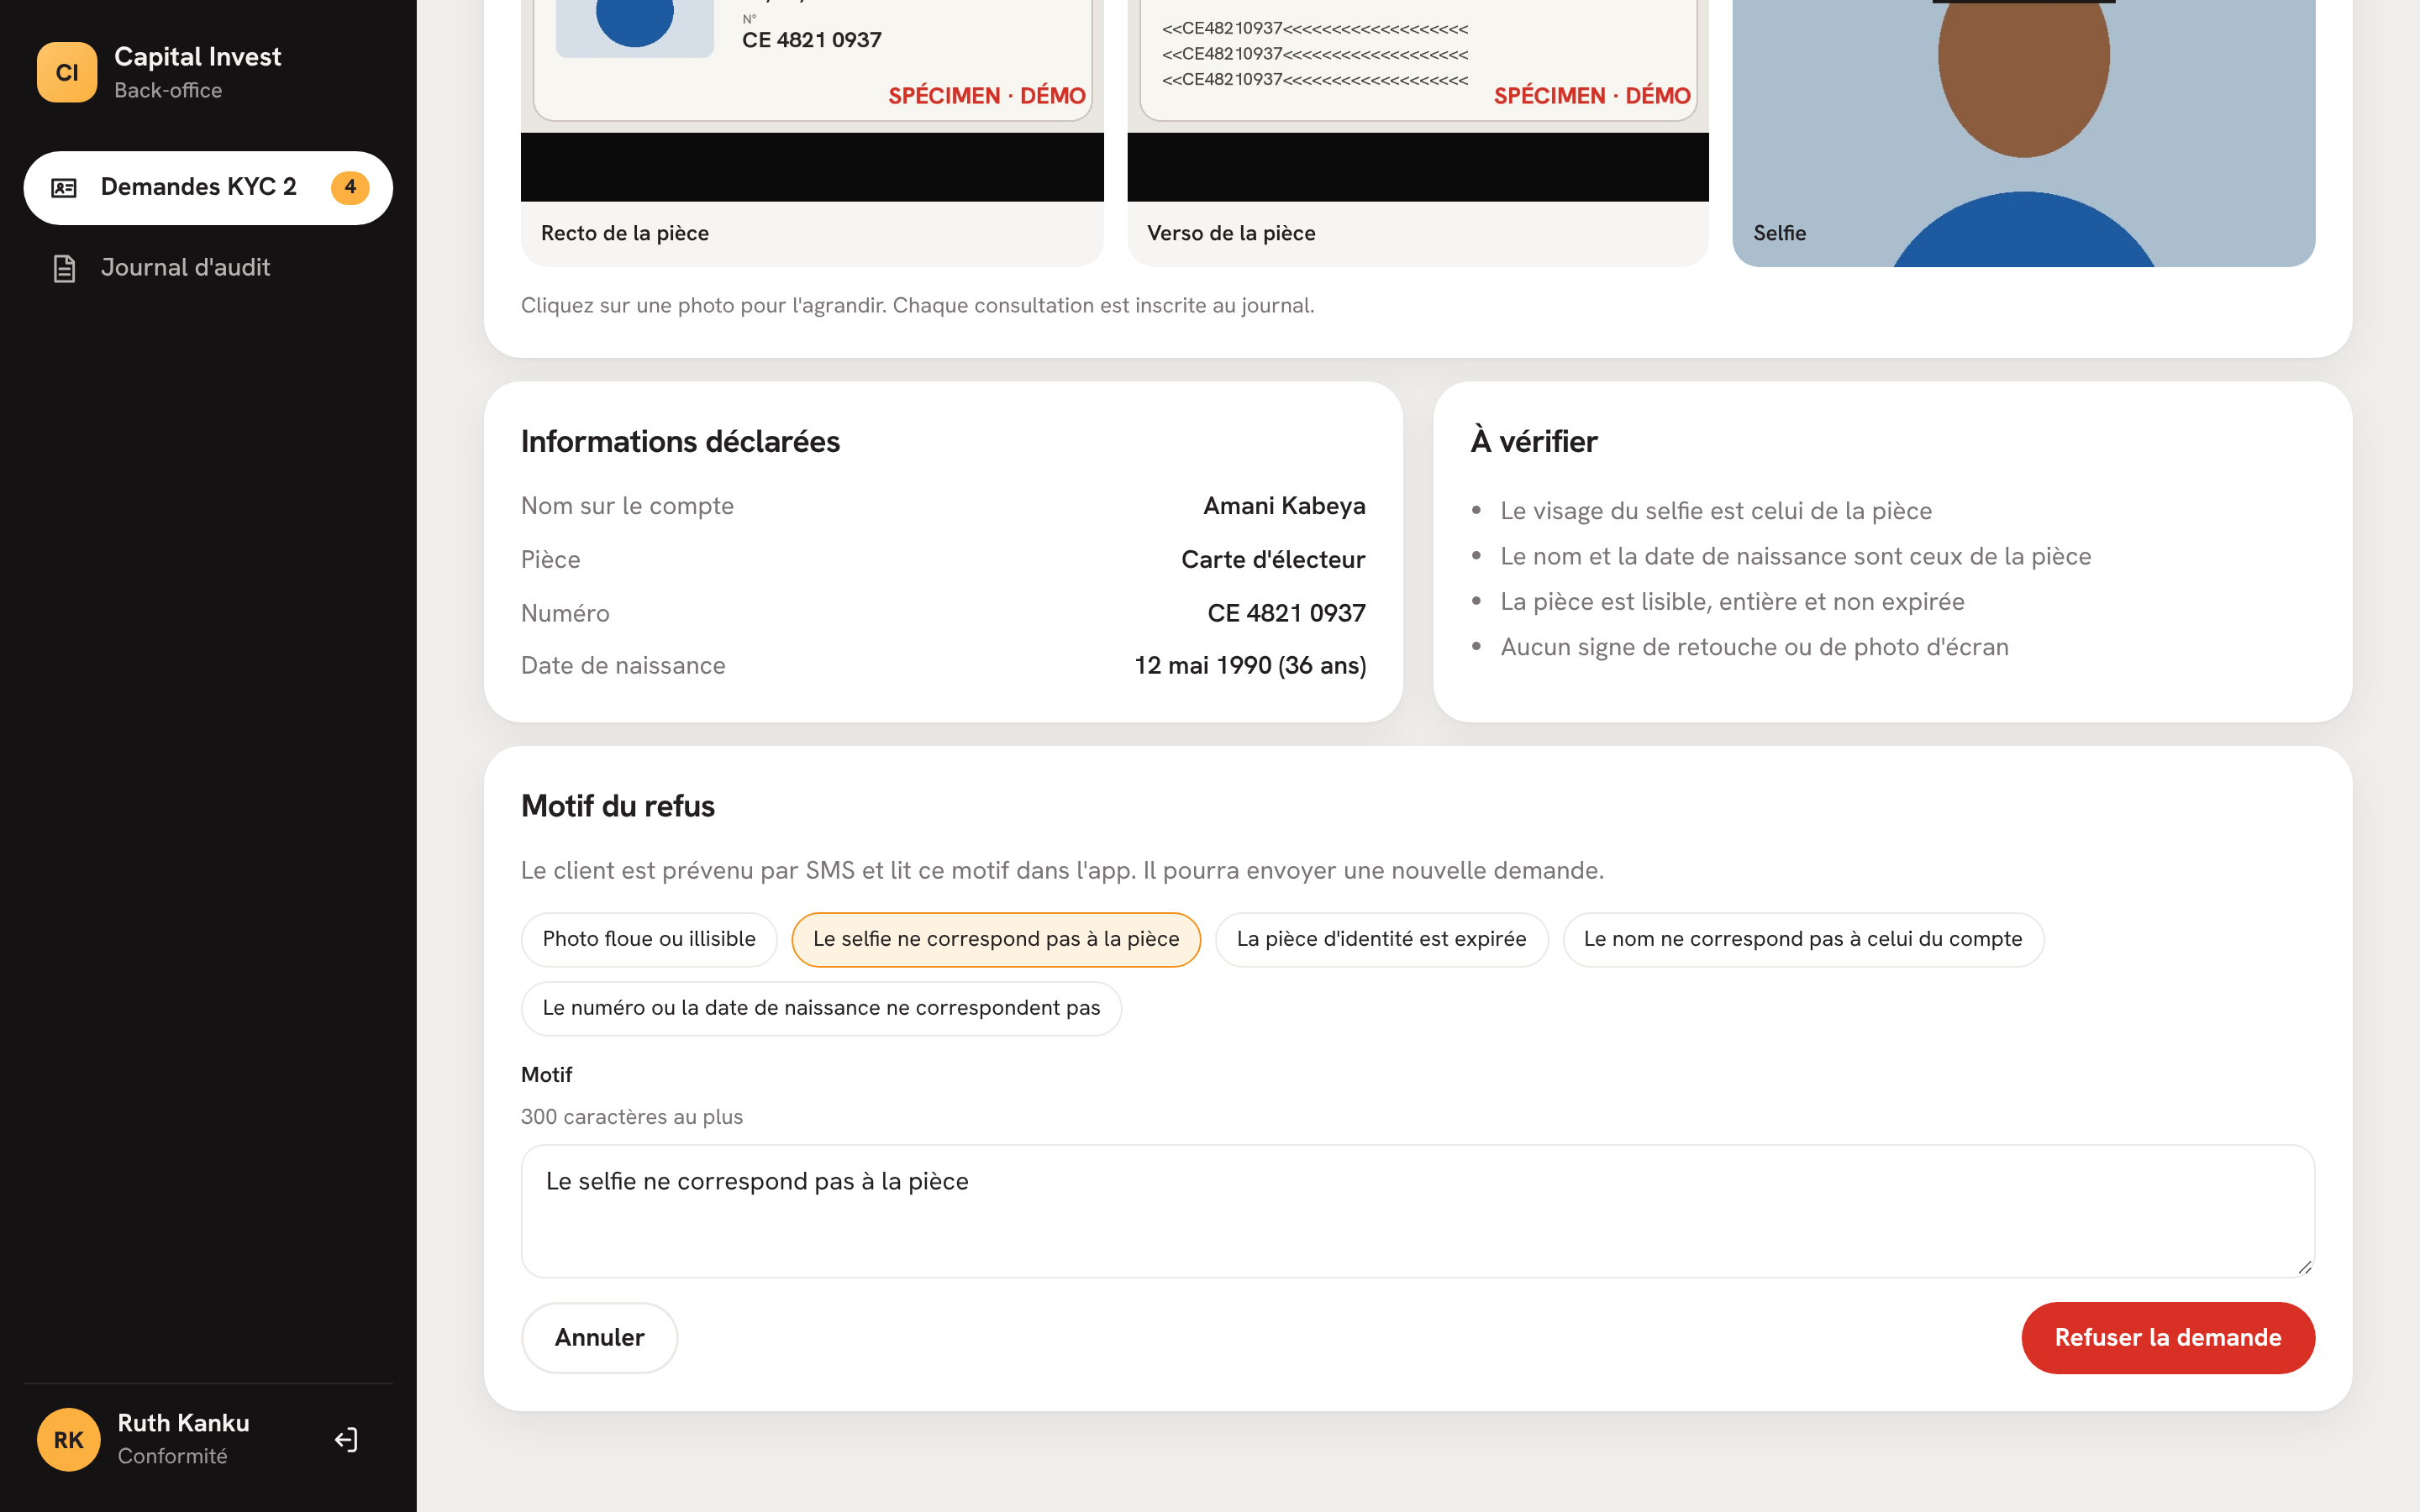 CI
Capital Invest
Back-office
Demandes KYC 2
4
Journal d'audit
N°
CE 4821 0937
SPÉCIMEN · DÉMO
Recto de la pièce
<<CE48210937<<<<<<<<<<<<<<<<<<<
<<CE48210937<<<<<<<<<<<<<<<<<<<
<<CE48210937<<<<<<<<<<<<<<<<<<<
SPÉCIMEN · DÉMO
Verso de la pièce
Selfie
Cliquez sur une photo pour l'agrandir. Chaque consultation est inscrite au journal.
Informations déclarées
Nom sur le compte Amani Kabeya
Pièce Carte d'électeur
Numéro CE 4821 0937
Date de naissance 12 mai 1990 (36 ans)
À vérifier
• Le visage du selfie est celui de la pièce
• Le nom et la date de naissance sont ceux de la pièce
• La pièce est lisible, entière et non expirée
• Aucun signe de retouche ou de photo d'écran
Motif du refus
Le client est prévenu par SMS et lit ce motif dans l'app. Il pourra envoyer une nouvelle demande.
Photo floue ou illisible
Le selfie ne correspond pas à la pièce
La pièce d'identité est expirée
Le nom ne correspond pas à celui du compte
Le numéro ou la date de naissance ne correspondent pas
Motif
300 caractères au plus
Le selfie ne correspond pas à la pièce
Annuler
Refuser la demande
RK
Ruth Kanku
Conformité